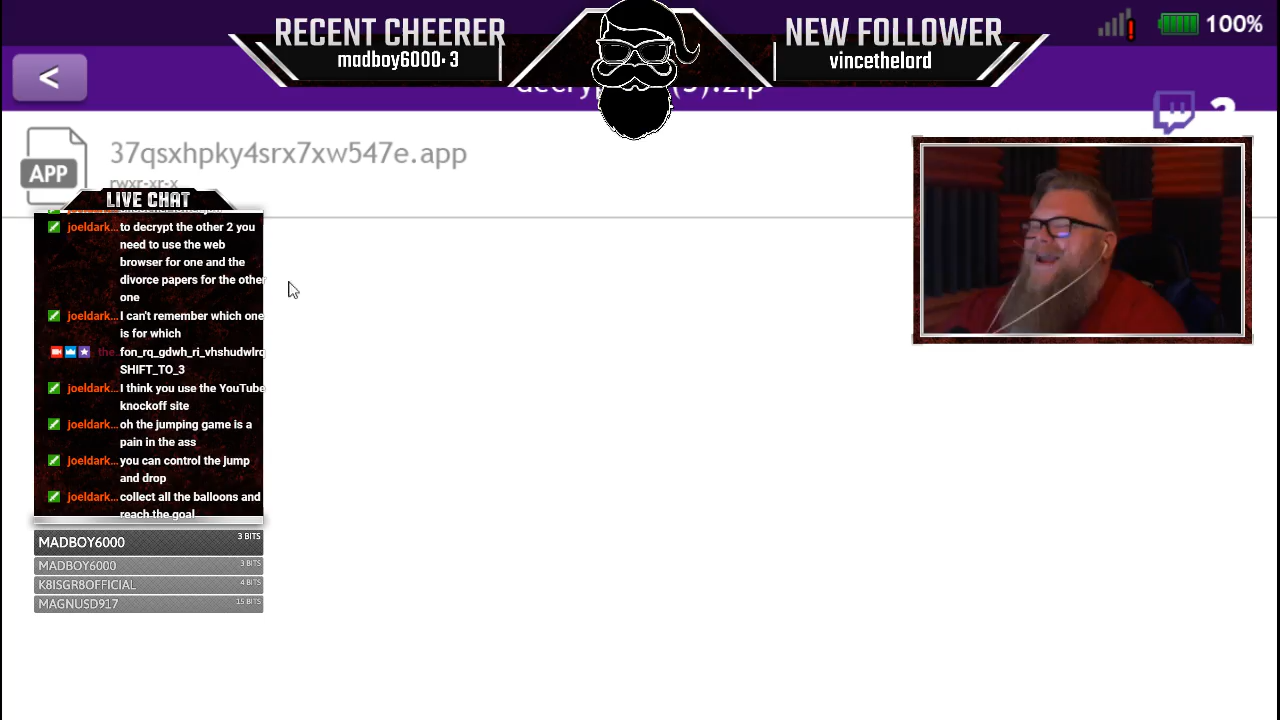 RECENT CHEERER
madboy6000· 3
NEW FOLLOWER
vincethelord
100%
<
37qsxhpky4srx7xw547e.app
APP
rwxr-xr-x
LIVE CHAT
joeldark... to decrypt the other 2 you
need to use the web
browser for one and the
divorce papers for the other
one
joeldark... I can't remember which one
is for which
the... fon_rq_gdwh_ri_vhshudwlrq
SHIFT_TO_3
joeldark... I think you use the YouTube
knockoff site
joeldark... oh the jumping game is a
pain in the ass
joeldark... you can control the jump
and drop
joeldark... collect all the balloons and
reach the goal
MADBOY6000 3 BITS
MADBOY6000 3 BITS
K8ISGR8OFFICIAL 4 BITS
MAGNUSD917 15 BITS